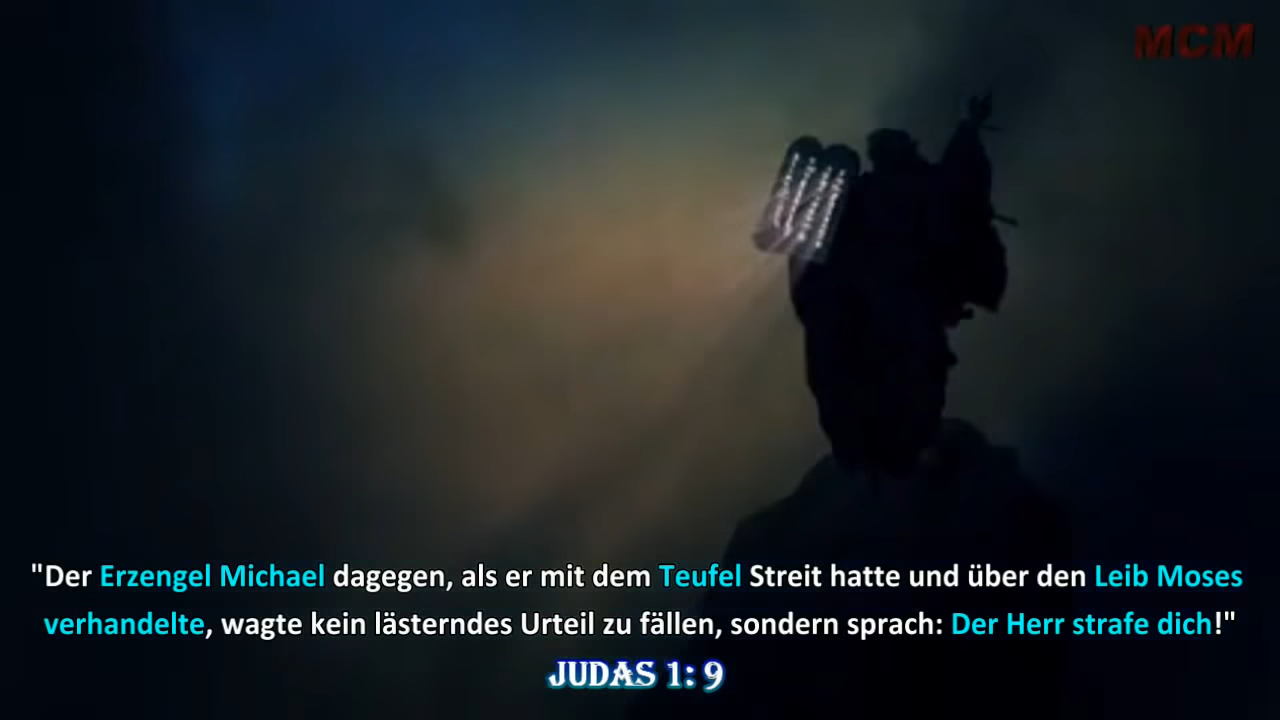 MCM
"Der Erzengel Michael dagegen, als er mit dem Teufel Streit hatte und über den Leib Moses
verhandelte, wagte kein lästerndes Urteil zu fällen, sondern sprach: Der Herr strafe dich!"
JUDAS 1: 9